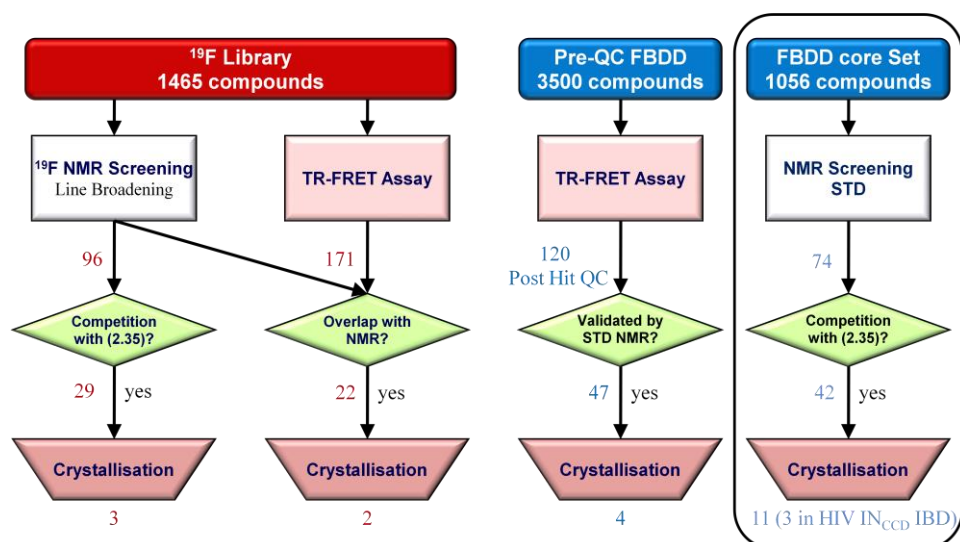 ¹⁹F Library
1465 compounds
Pre-QC FBDD
3500 compounds
FBDD core Set
1056 compounds
¹⁹F NMR Screening
Line Broadening
TR-FRET Assay
TR-FRET Assay
NMR Screening
STD
96
171
120
Post Hit QC
74
Competition
with (2.35)?
Overlap with
NMR?
Validated by
STD NMR?
Competition
with (2.35)?
29 yes
22 yes
47 yes
42 yes
Crystallisation
Crystallisation
Crystallisation
Crystallisation
3
2
4
11 (3 in HIV IN_CCD IBD)